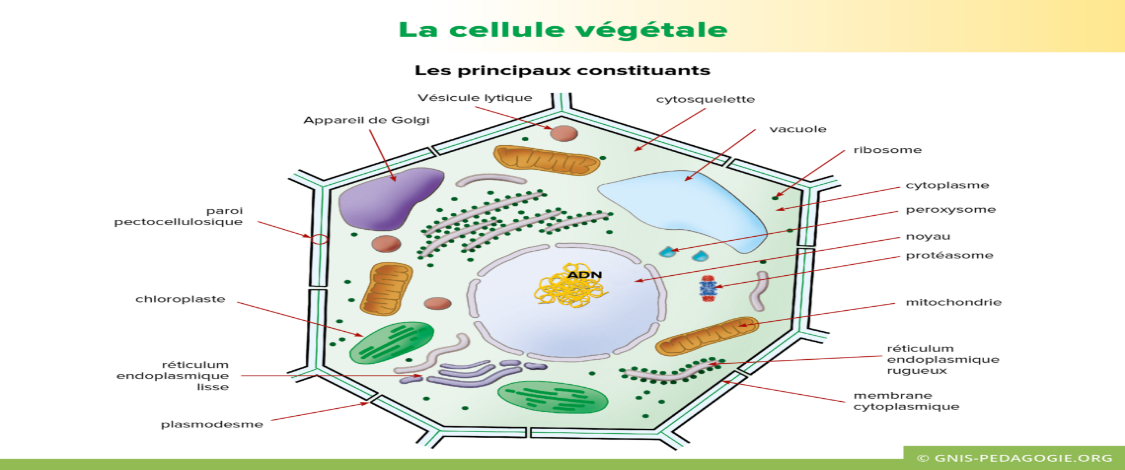 La cellule végétale
Les principaux constituants
Vésicule lytique
cytosquelette
Appareil de Golgi
vacuole
ribosome
cytoplasme
paroi
pectocellulosique
peroxysome
noyau
protéasome
ADN
chloroplaste
mitochondrie
réticulum
endoplasmique
rugueux
réticulum
endoplasmique
lisse
membrane
cytoplasmique
plasmodesme
© GNIS-PEDAGOGIE.ORG